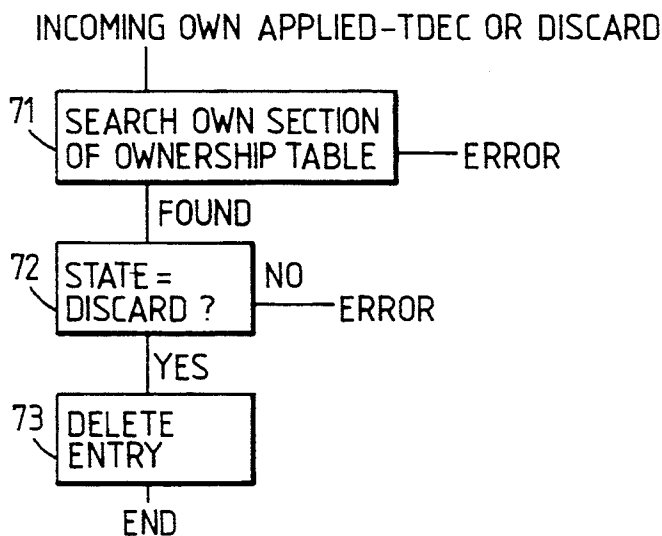 INCOMING OWN APPLIED-TDEC OR DISCARD
71
SEARCH OWN SECTION
OF OWNERSHIP TABLE
ERROR
FOUND
72
STATE =
DISCARD ?
NO
ERROR
YES
73
DELETE
ENTRY
END